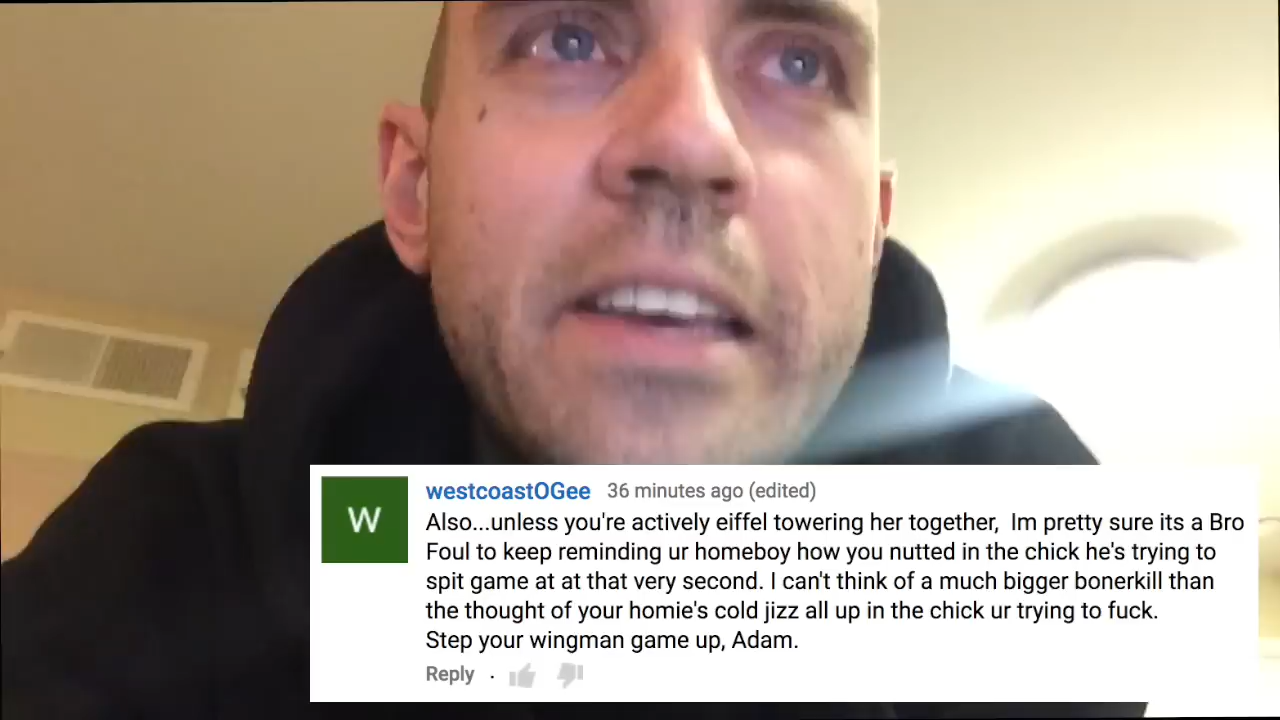 W
westcoastOGee 36 minutes ago (edited)
Also...unless you're actively eiffel towering her together, Im pretty sure its a Bro
Foul to keep reminding ur homeboy how you nutted in the chick he's trying to
spit game at at that very second. I can't think of a much bigger bonerkill than
the thought of your homie's cold jizz all up in the chick ur trying to fuck.
Step your wingman game up, Adam.
Reply ·